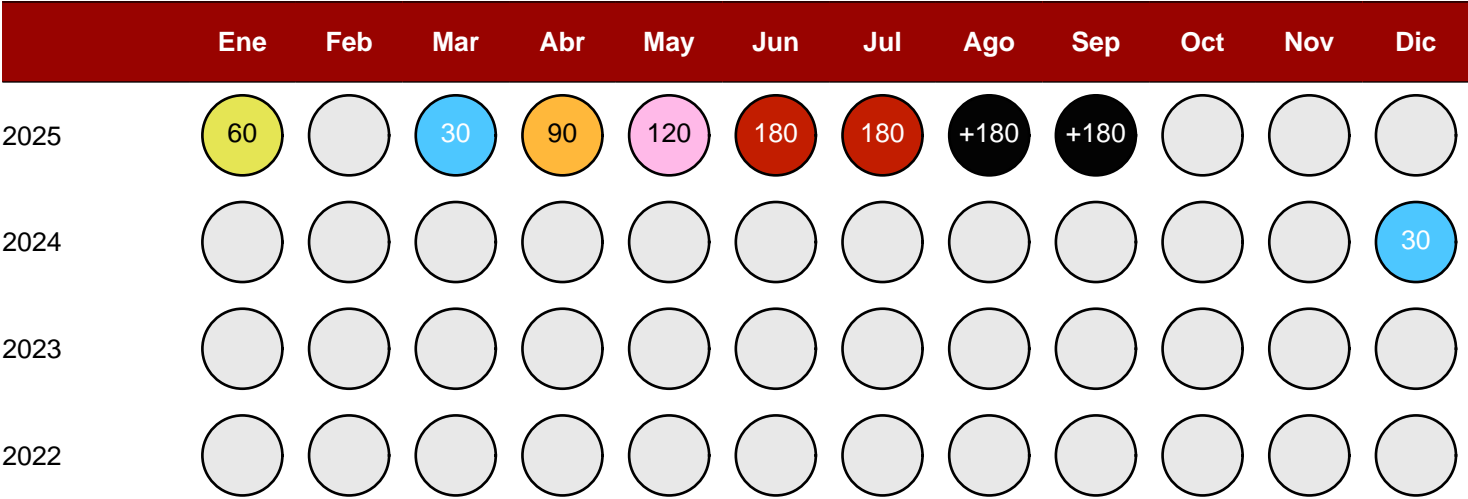 Ene Feb Mar Abr May Jun Jul Ago Sep Oct Nov Dic
2025 60 30 90 120 180 180 +180 +180
2024 30
2023
2022